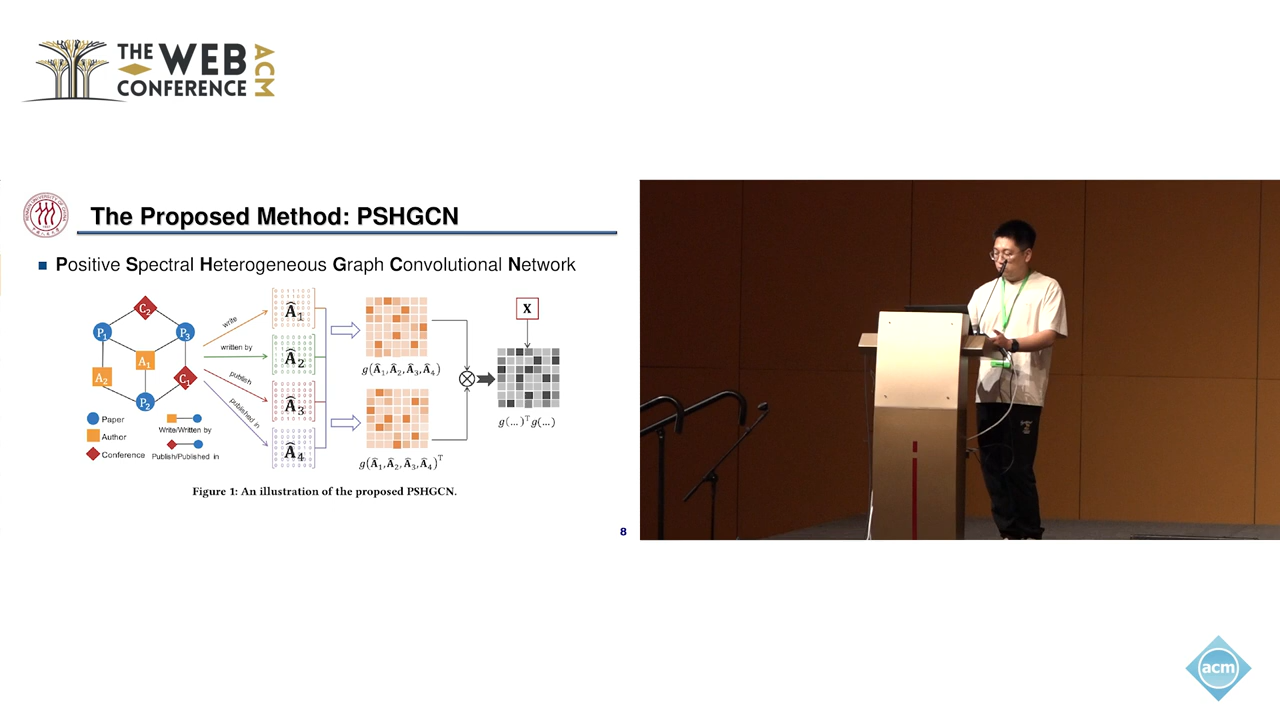 THE WEB
CONFERENCE
ACM
The Proposed Method: PSHGCN
Positive Spectral Heterogeneous Graph Convolutional Network
C₂
P₁
P₃
A₁
A₂
C₁
P₂
write
written by
publish
published in
Â₁
Â₂
Â₃
Â₄
g(Â₁,Â₂,Â₃,Â₄)
g(Â₁,Â₂,Â₃,Â₄)ᵀ
X
g(...)ᵀg(...)
Paper
Author
Conference
Write/Written by
Publish/Published in
Figure 1: An illustration of the proposed PSHGCN.
8
acm